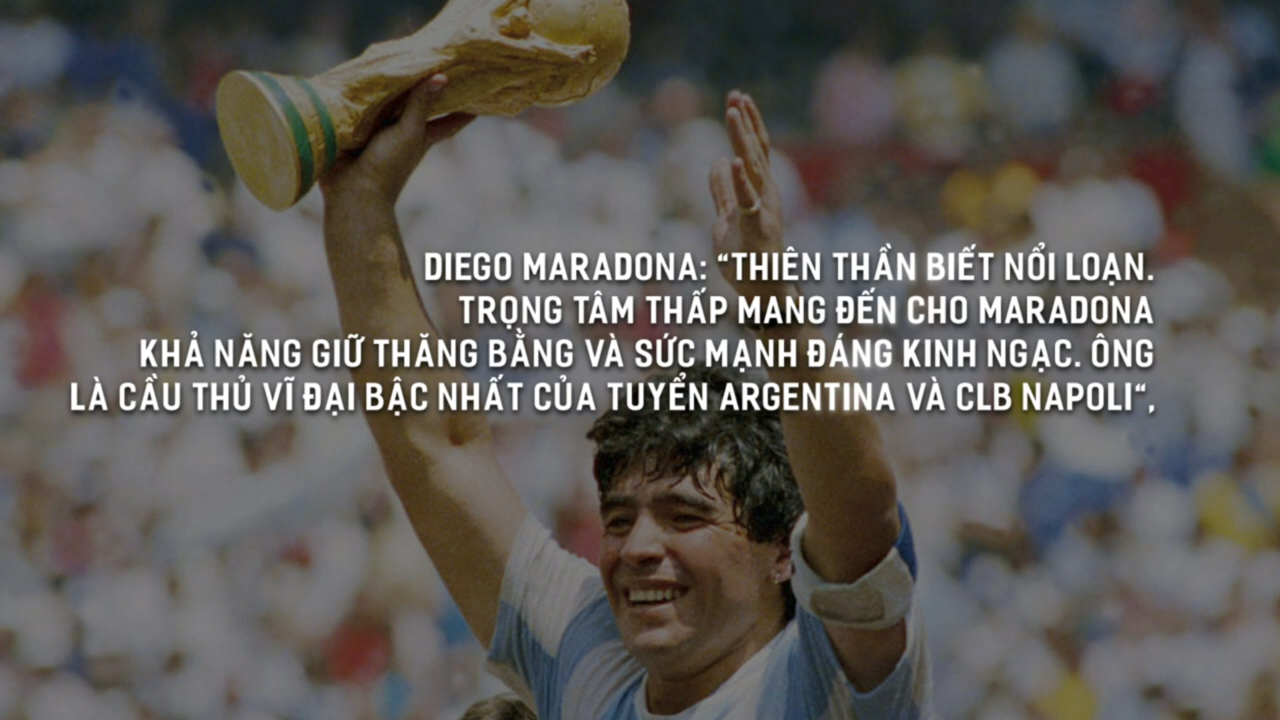 DIEGO MARADONA: “THIÊN THẦN BIẾT NỔI LOẠN.
TRỌNG TÂM THẤP MANG ĐẾN CHO MARADONA
KHẢ NĂNG GIỮ THĂNG BẰNG VÀ SỨC MẠNH ĐÁNG KINH NGẠC. ÔNG
LÀ CẦU THỦ VĨ ĐẠI BẬC NHẤT CỦA TUYỂN ARGENTINA VÀ CLB NAPOLI“,